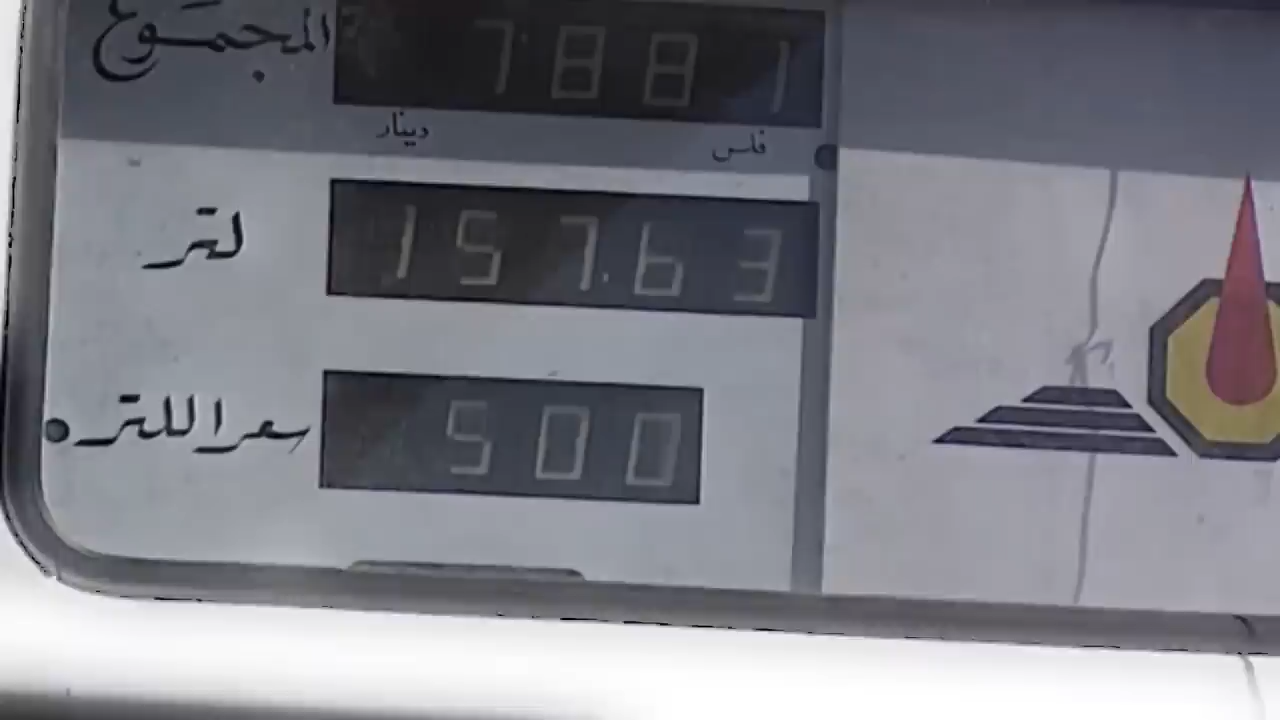 المجموع 7881
دينار فلس
لتر 157.63
سعر اللتر 500